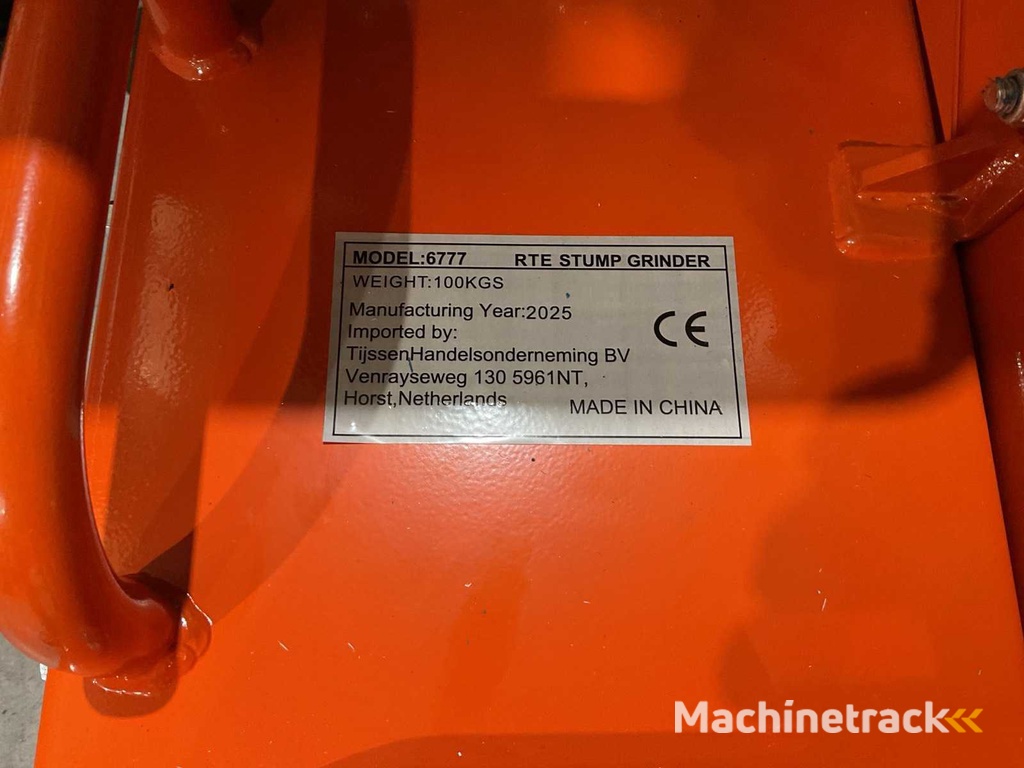 MODEL:6777 RTE STUMP GRINDER
WEIGHT:100KGS
Manufacturing Year:2025
Imported by:
TijssenHandelsonderneming BV
Venrayseweg 130 5961NT,
Horst,Netherlands
CE
MADE IN CHINA
Machinetrack